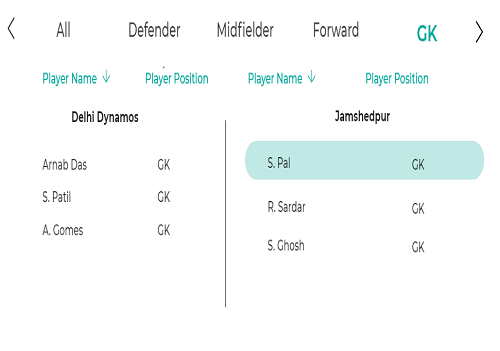 All Defender Midfielder Forward GK
Player Name Player Position Player Name Player Position
Delhi Dynamos Jamshedpur
Arnab Das GK S. Pal GK
S. Patil GK R. Sardar GK
A. Gomes GK S. Ghosh GK